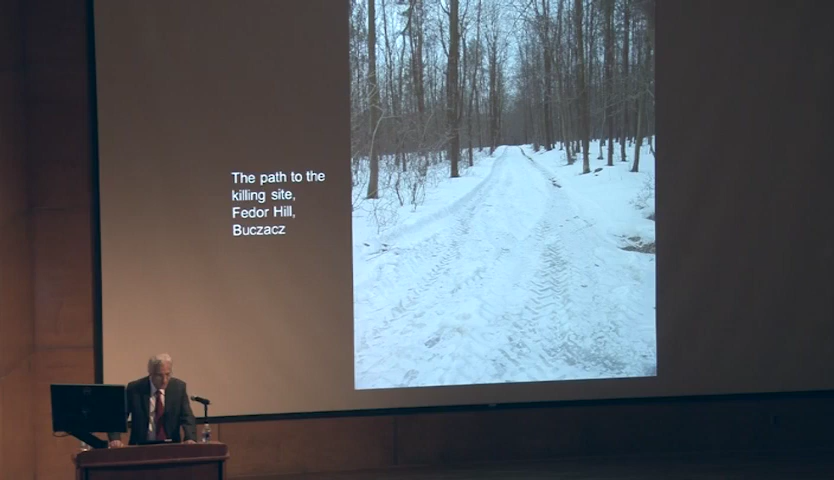 The path to the
killing site,
Fedor Hill,
Buczacz